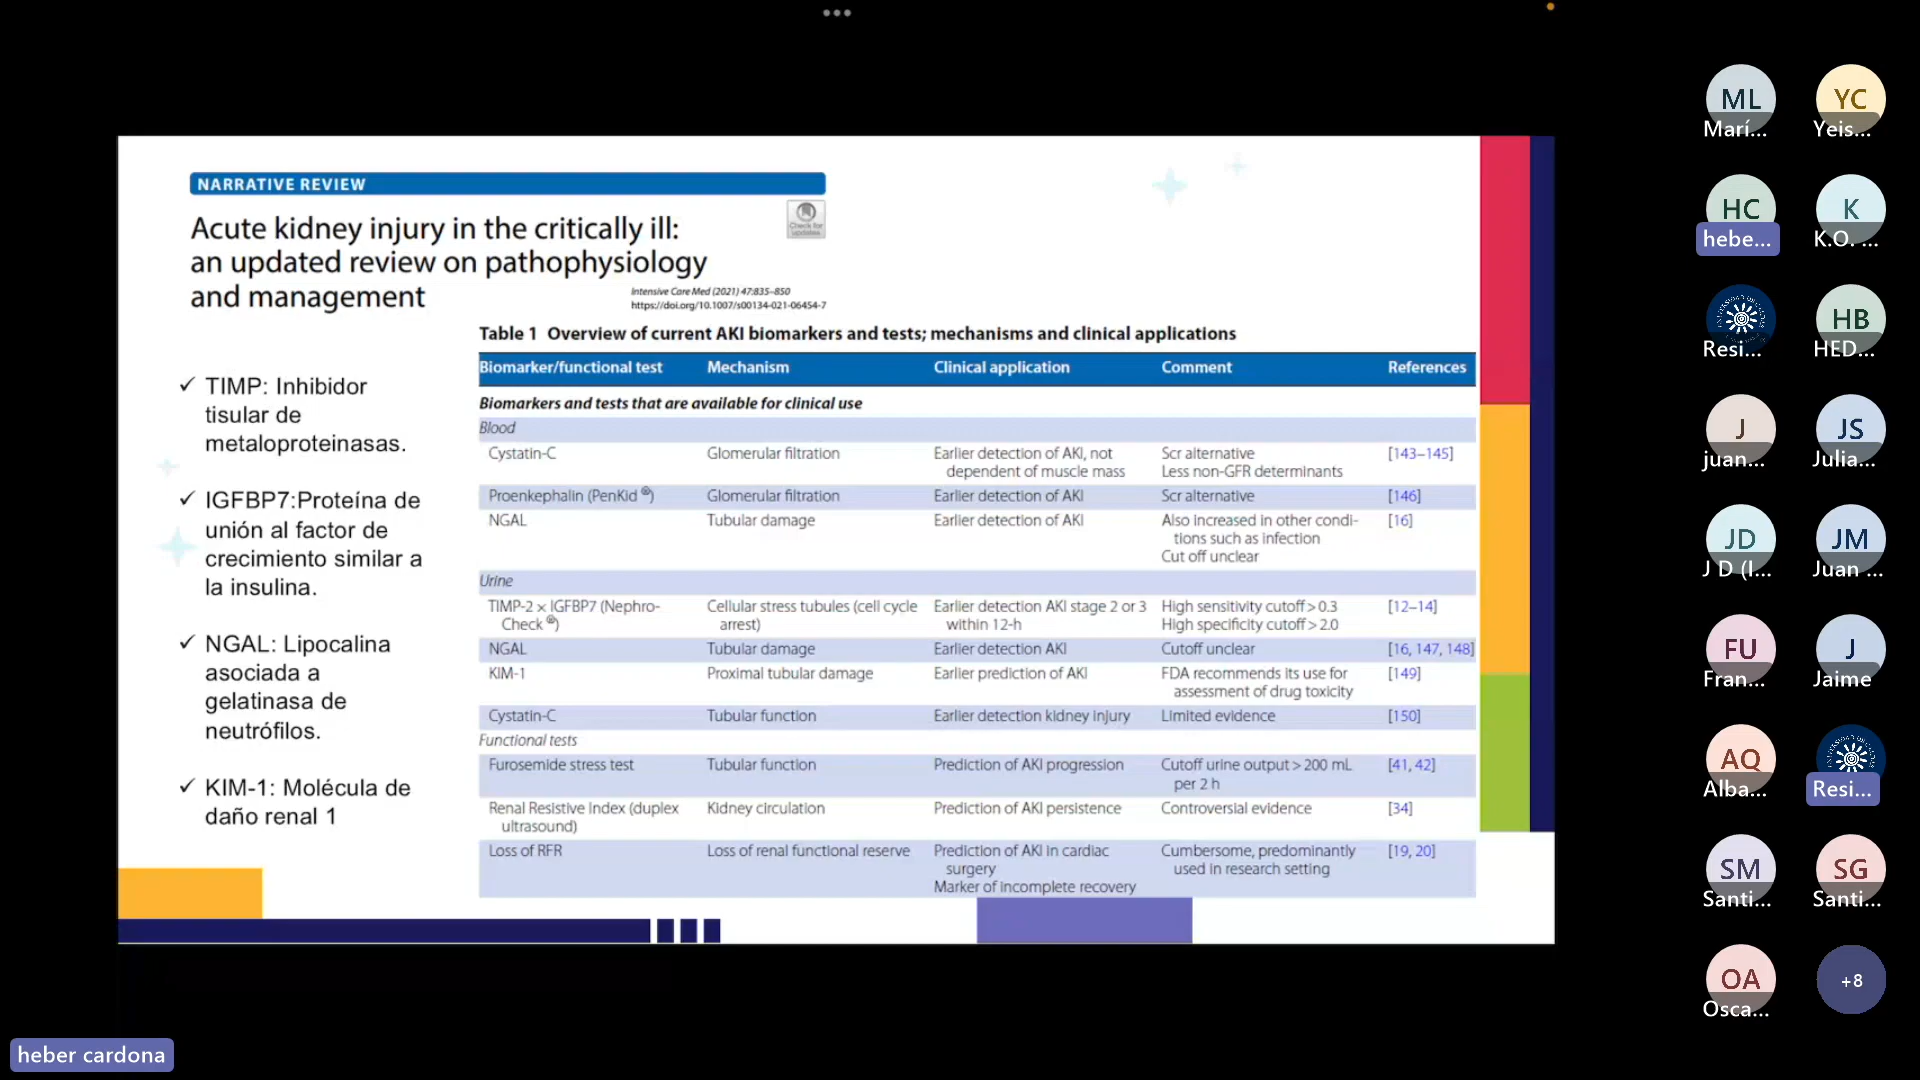 NARRATIVE REVIEW
Acute kidney injury in the critically ill:
an updated review on pathophysiology
and management
Check for
updates
Intensive Care Med (2021) 47:835–850
https://doi.org/10.1007/s00134-021-06454-7
✓ TIMP: Inhibidor
tisular de
metaloproteinasas.
✓ IGFBP7:Proteína de
unión al factor de
crecimiento similar a
la insulina.
✓ NGAL: Lipocalina
asociada a
gelatinasa de
neutrófilos.
✓ KIM-1: Molécula de
daño renal 1
Table 1 Overview of current AKI biomarkers and tests; mechanisms and clinical applications
Biomarker/functional test Mechanism Clinical application Comment References
Biomarkers and tests that are available for clinical use
Blood
Cystatin-C Glomerular filtration Earlier detection of AKI, not Scr alternative [143–145]
dependent of muscle mass Less non-GFR determinants
Proenkephalin (PenKid ®) Glomerular filtration Earlier detection of AKI Scr alternative [146]
NGAL Tubular damage Earlier detection of AKI Also increased in other condi- [16]
tions such as infection
Cut off unclear
Urine
TIMP-2 × IGFBP7 (Nephro- Cellular stress tubules (cell cycle Earlier detection AKI stage 2 or 3 High sensitivity cutoff > 0.3 [12–14]
Check ®) arrest) within 12-h High specificity cutoff > 2.0
NGAL Tubular damage Earlier detection AKI Cutoff unclear [16, 147, 148]
KIM-1 Proximal tubular damage Earlier prediction of AKI FDA recommends its use for [149]
assessment of drug toxicity
Cystatin-C Tubular function Earlier detection kidney injury Limited evidence [150]
Functional tests
Furosemide stress test Tubular function Prediction of AKI progression Cutoff urine output > 200 mL [41, 42]
per 2 h
Renal Resistive Index (duplex Kidney circulation Prediction of AKI persistence Controversial evidence [34]
ultrasound)
Loss of RFR Loss of renal functional reserve Prediction of AKI in cardiac Cumbersome, predominantly [19, 20]
surgery used in research setting
Marker of incomplete recovery
ML YC
Marí... Yeis...
HC K
hebe... K.O. ...
HB
Resi... HED...
J JS
juan... Julia...
JD JM
J D (I... Juan ...
FU J
Fran... Jaime
AQ
Alba... Resi...
SM SG
Santi... Santi...
OA +8
Osca...
heber cardona